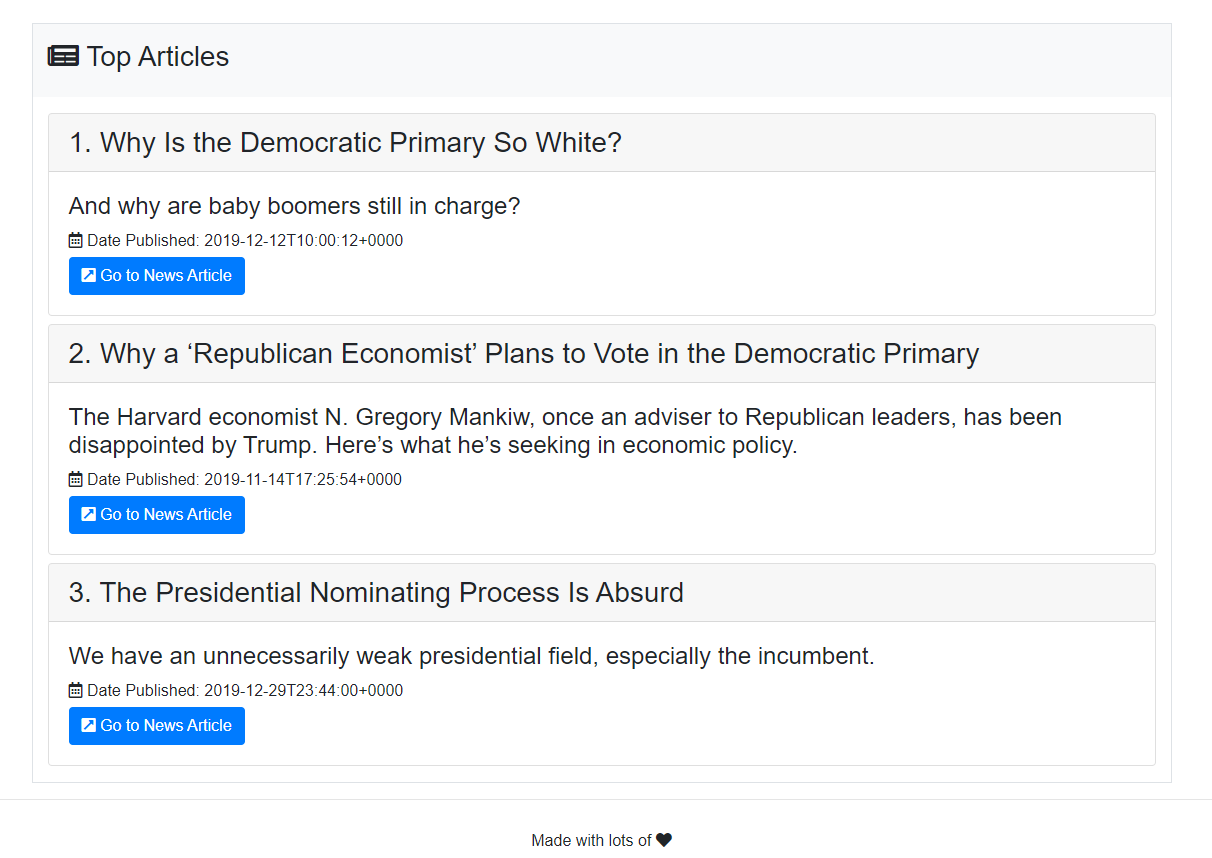 Top Articles
1. Why Is the Democratic Primary So White?
And why are baby boomers still in charge?
Date Published: 2019-12-12T10:00:12+0000
Go to News Article
2. Why a ‘Republican Economist’ Plans to Vote in the Democratic Primary
The Harvard economist N. Gregory Mankiw, once an adviser to Republican leaders, has been
disappointed by Trump. Here’s what he’s seeking in economic policy.
Date Published: 2019-11-14T17:25:54+0000
Go to News Article
3. The Presidential Nominating Process Is Absurd
We have an unnecessarily weak presidential field, especially the incumbent.
Date Published: 2019-12-29T23:44:00+0000
Go to News Article
Made with lots of